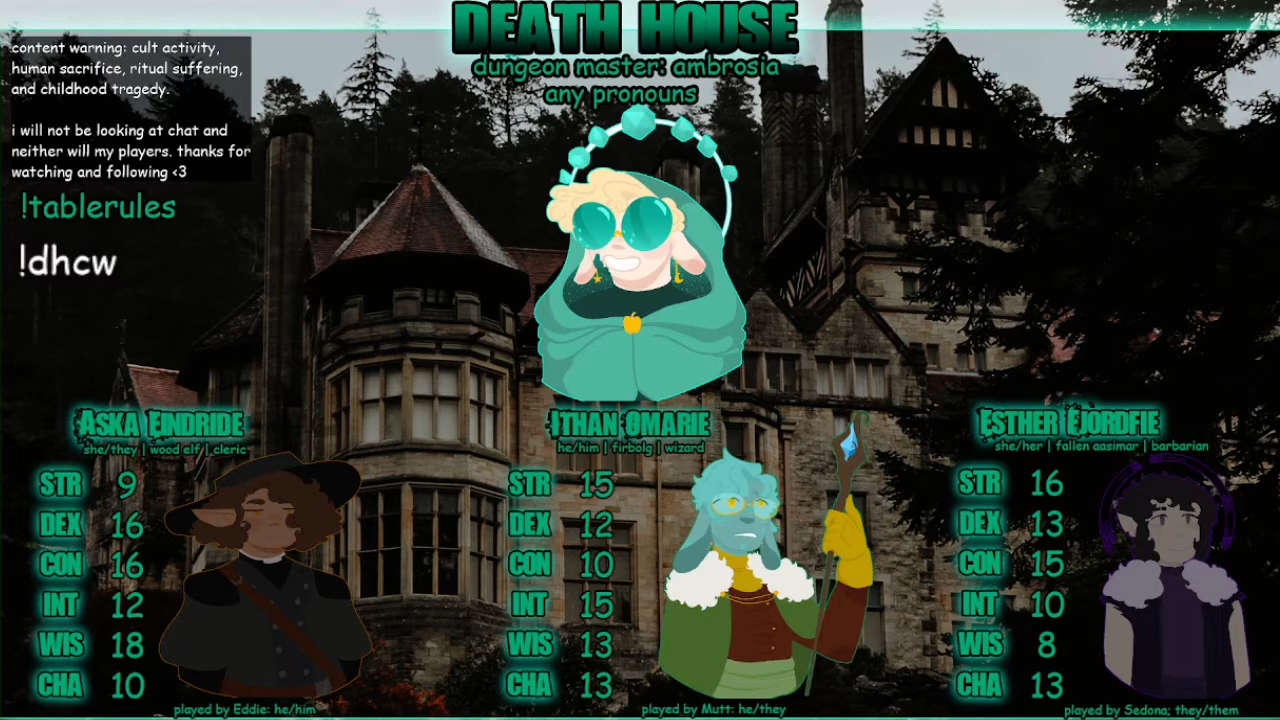 DEATH HOUSE
dungeon master: ambrosia
any pronouns
content warning: cult activity,
human sacrifice, ritual suffering,
and childhood tragedy.
i will not be looking at chat and
neither will my players. thanks for
watching and following <3
!tablerules
!dhcw
ASKA EINDRIDE
she/they | wood elf | cleric
STR 9
DEX 16
CON 16
INT 12
WIS 18
CHA 10
played by Eddie: he/him
ITHAN OMARIE
he/him | firbolg | wizard
STR 15
DEX 12
CON 10
INT 15
WIS 13
CHA 13
played by Mutt: he/they
ESTHER EJORDFIE
she/her | fallen aasimar | barbarian
STR 16
DEX 13
CON 15
INT 10
WIS 8
CHA 13
played by Sedona; they/them